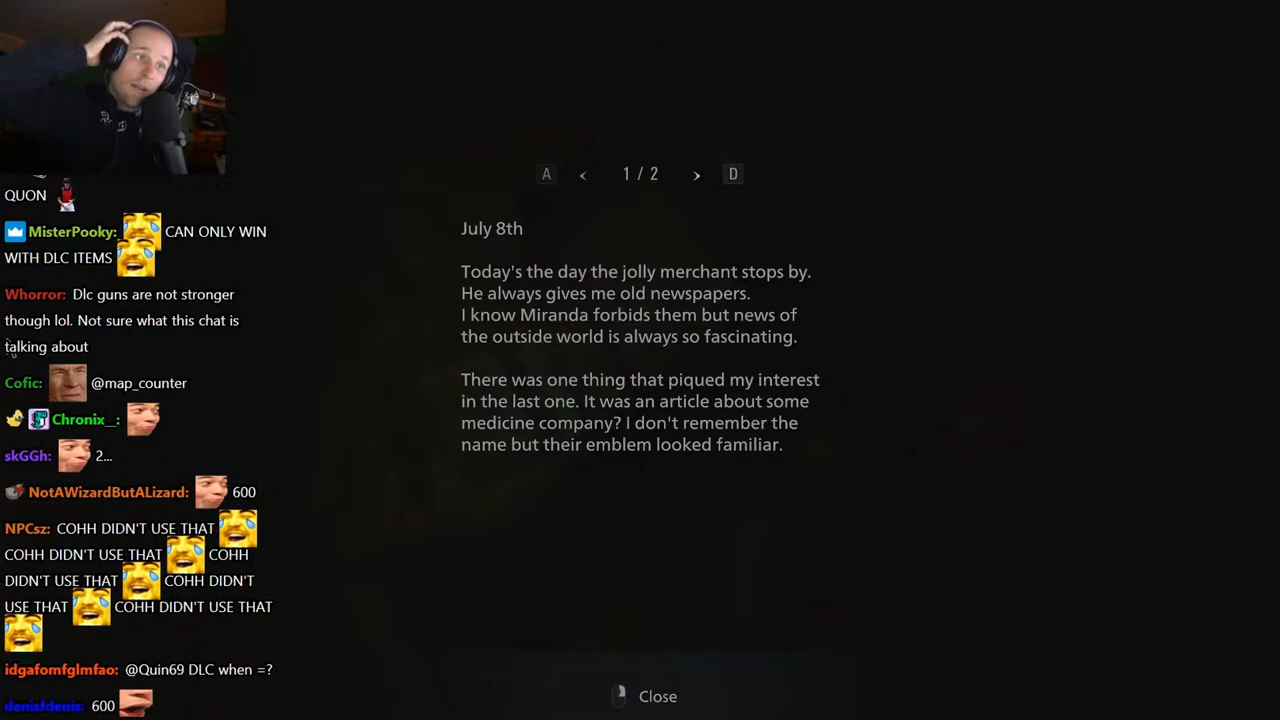 QUON
MisterPooky: CAN ONLY WIN
WITH DLC ITEMS
Whorror: Dlc guns are not stronger
though lol. Not sure what this chat is
talking about
Cofic: @map_counter
Chronix__:
skGGh: 2...
NotAWizardButALizard: 600
NPCsz: COHH DIDN'T USE THAT
COHH DIDN'T USE THAT COHH
DIDN'T USE THAT COHH DIDN'T
USE THAT COHH DIDN'T USE THAT
idgafomfglmfao: @Quin69 DLC when =?
denisfdenis: 600
A < 1 / 2 > D
July 8th
Today's the day the jolly merchant stops by.
He always gives me old newspapers.
I know Miranda forbids them but news of
the outside world is always so fascinating.
There was one thing that piqued my interest
in the last one. It was an article about some
medicine company? I don't remember the
name but their emblem looked familiar.
Close